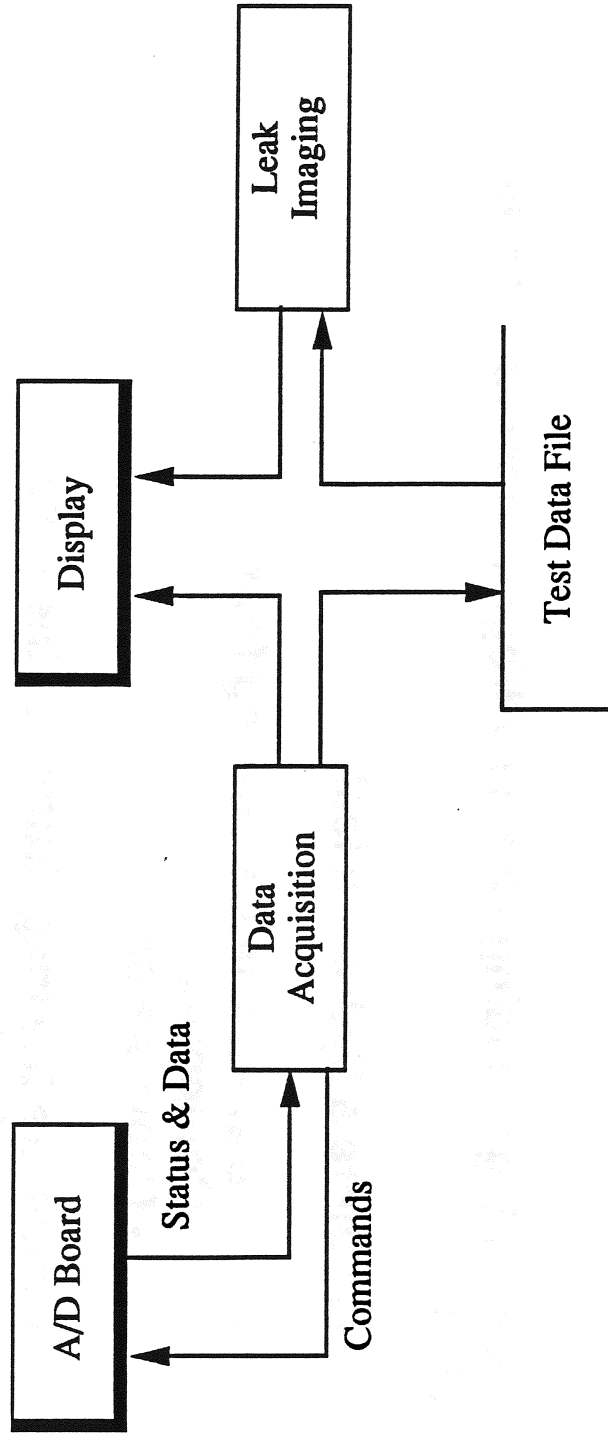 A/D Board
Status & Data
Commands
Data
Acquisition
Display
Test Data File
Leak
Imaging